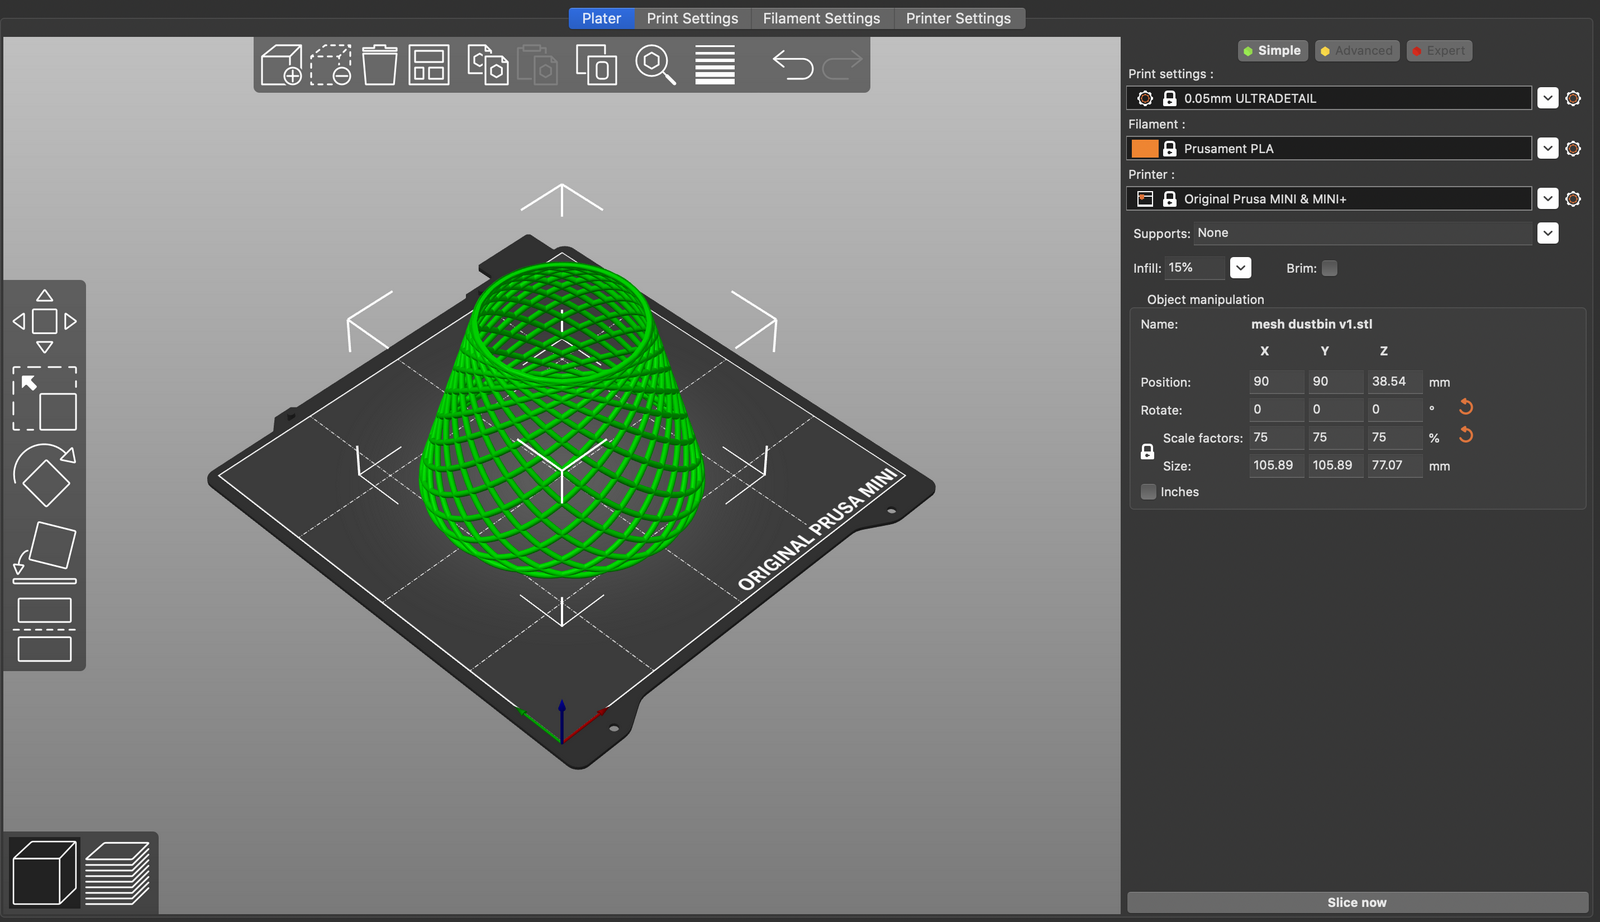 Plater Print Settings Filament Settings Printer Settings
Simple Advanced Expert
Print settings :
0.05mm ULTRADETAIL
Filament :
Prusament PLA
Printer :
Original Prusa MINI & MINI+
Supports: None
Infill: 15% Brim:
Object manipulation
Name: mesh dustbin v1.stl
X Y Z
Position: 90 90 38.54 mm
Rotate: 0 0 0 °
Scale factors: 75 75 75 %
Size: 105.89 105.89 77.07 mm
Inches
ORIGINAL PRUSA MINI
Slice now